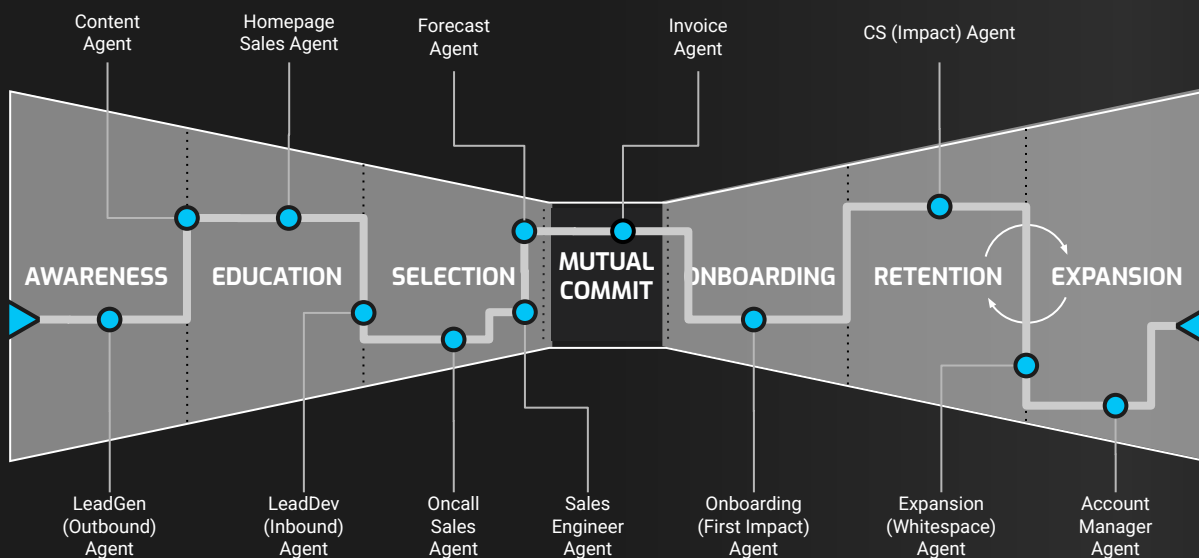 Content
Agent
Homepage
Sales Agent
Forecast
Agent
Invoice
Agent
CS (Impact) Agent
AWARENESS
EDUCATION
SELECTION
MUTUAL
COMMIT
ONBOARDING
RETENTION
EXPANSION
LeadGen
(Outbound)
Agent
LeadDev
(Inbound)
Agent
Oncall
Sales
Agent
Sales
Engineer
Agent
Onboarding
(First Impact)
Agent
Expansion
(Whitespace)
Agent
Account
Manager
Agent